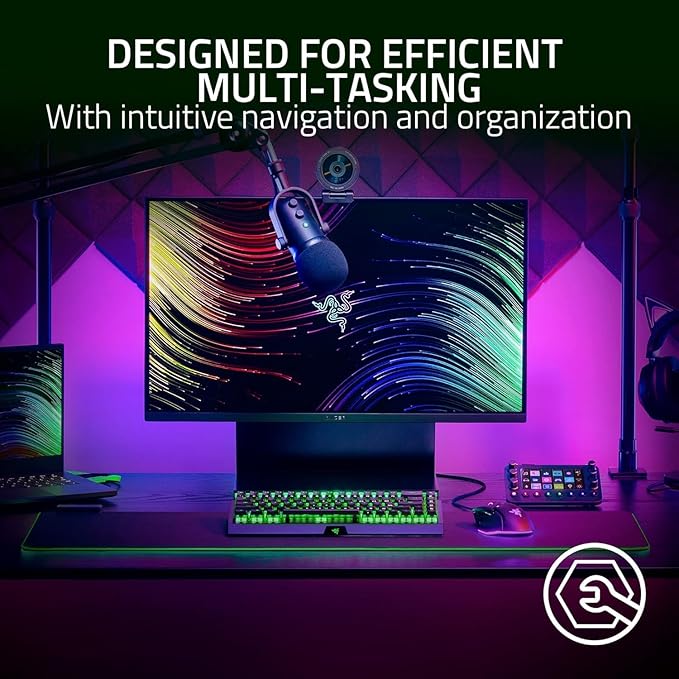 DESIGNED FOR EFFICIENT
MULTI-TASKING
With intuitive navigation and organization